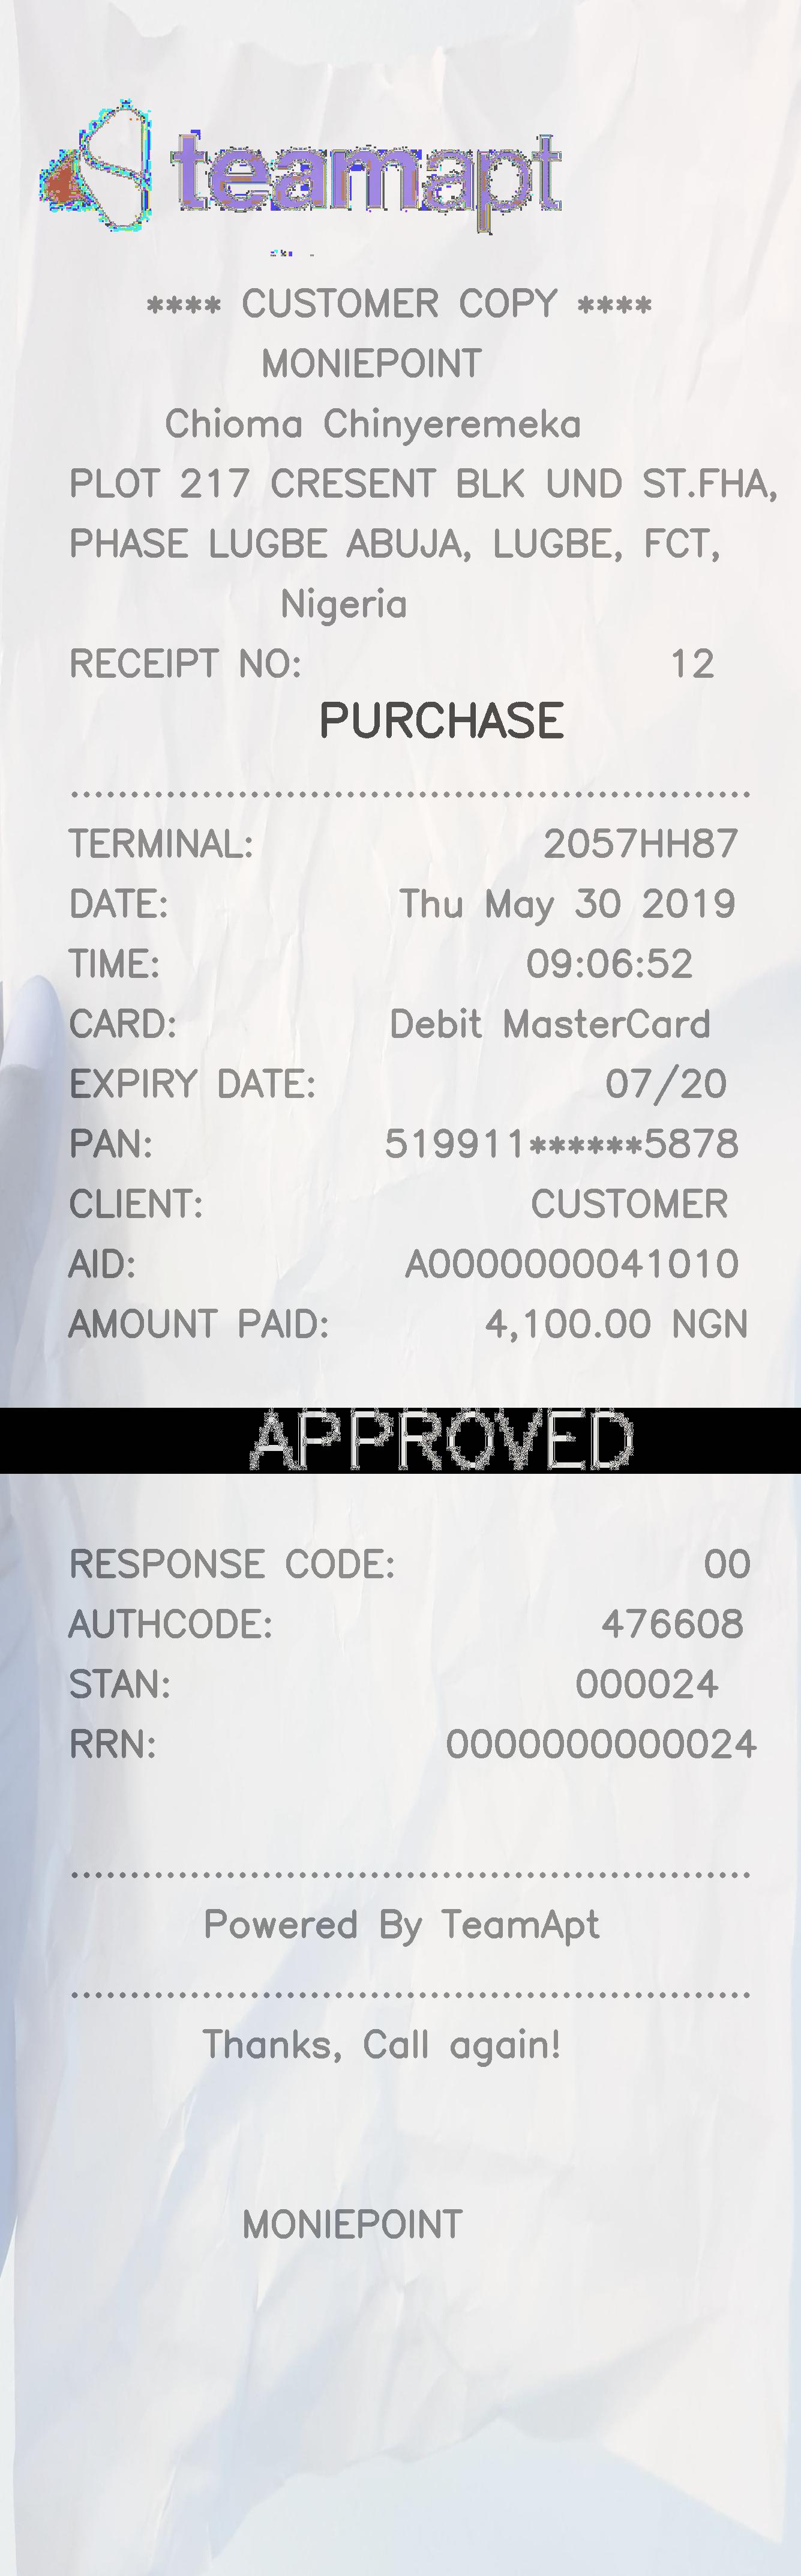 teamapt
**** CUSTOMER COPY ****
MONIEPOINT
Chioma Chinyeremeka
PLOT 217 CRESENT BLK UND ST.FHA,
PHASE LUGBE ABUJA, LUGBE, FCT,
Nigeria
RECEIPT NO: 12
PURCHASE
TERMINAL: 2057HH87
DATE: Thu May 30 2019
TIME: 09:06:52
CARD: Debit MasterCard
EXPIRY DATE: 07/20
PAN: 519911******5878
CLIENT: CUSTOMER
AID: A0000000041010
AMOUNT PAID: 4,100.00 NGN
APPROVED
RESPONSE CODE: 00
AUTHCODE: 476608
STAN: 000024
RRN: 0000000000024
Powered By TeamApt
Thanks, Call again!
MONIEPOINT